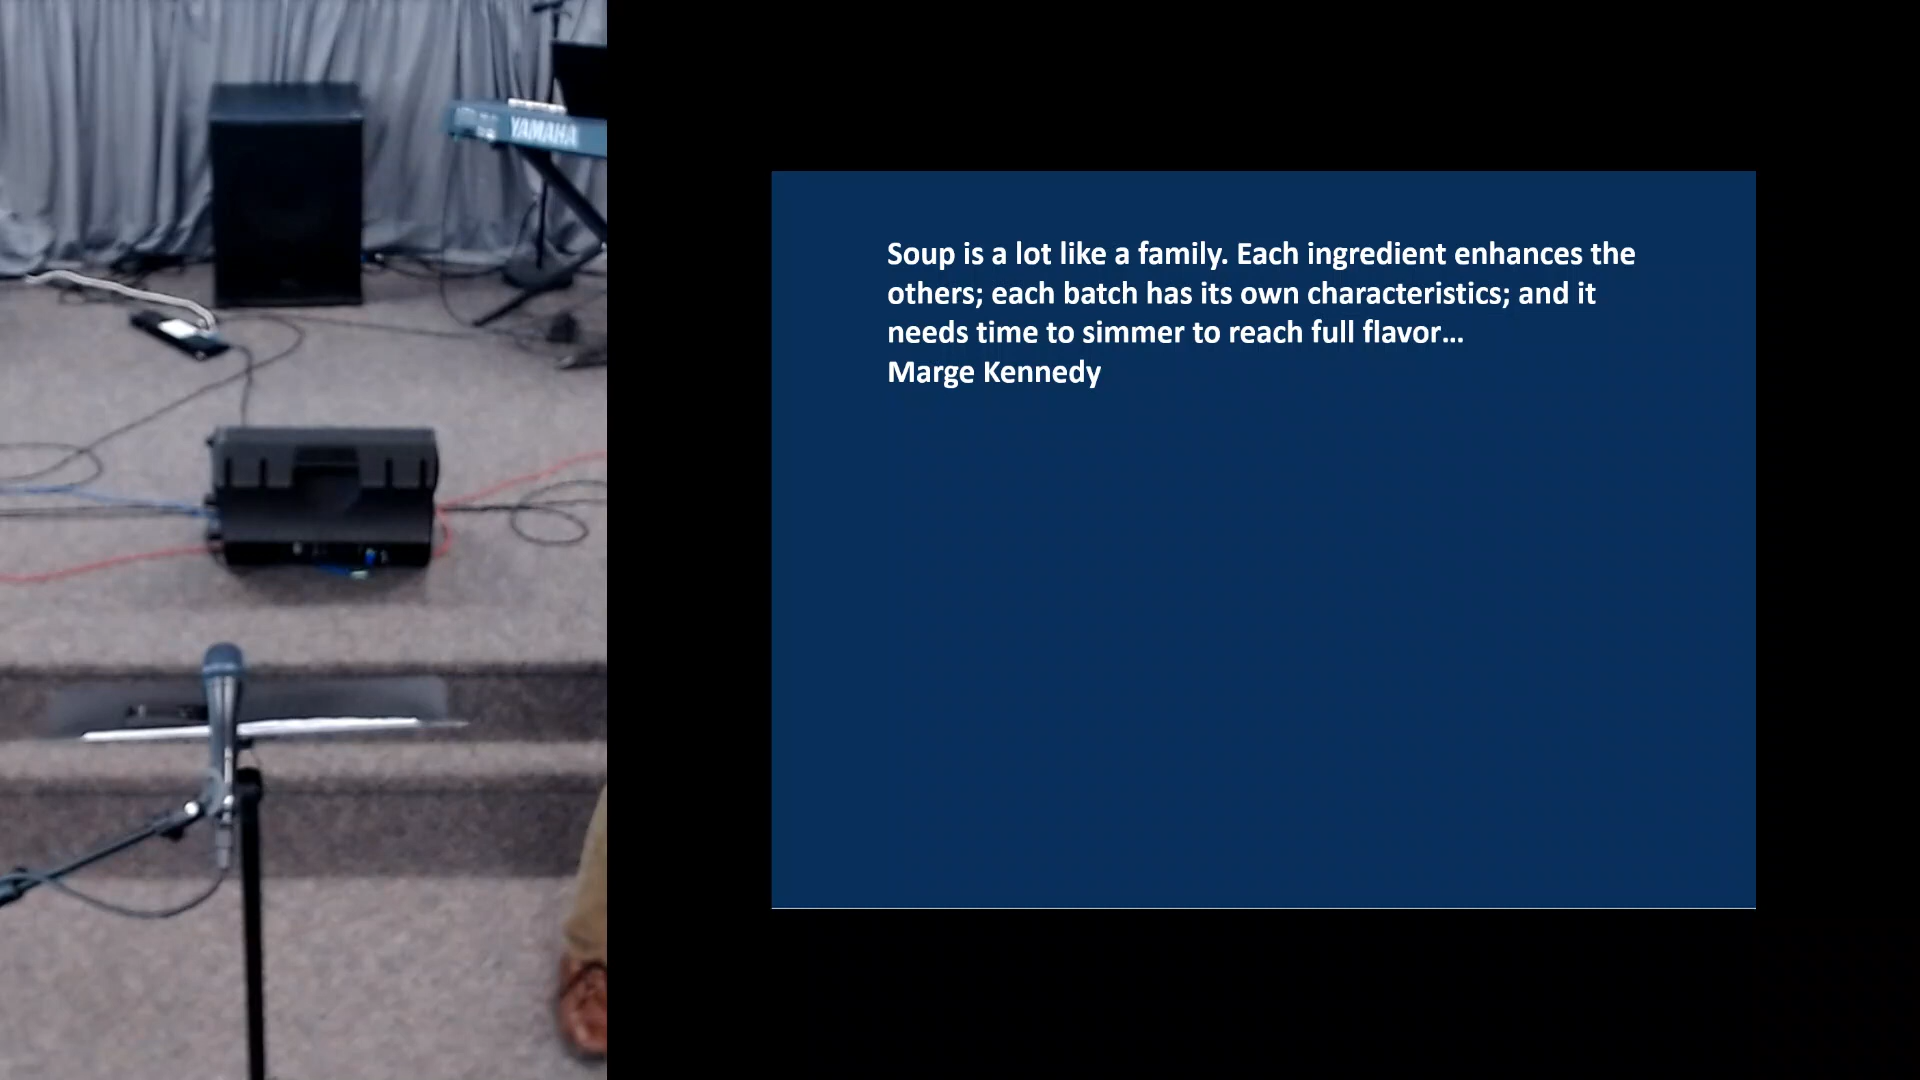 YAMAHA
Soup is a lot like a family. Each ingredient enhances the
others; each batch has its own characteristics; and it
needs time to simmer to reach full flavor...
Marge Kennedy